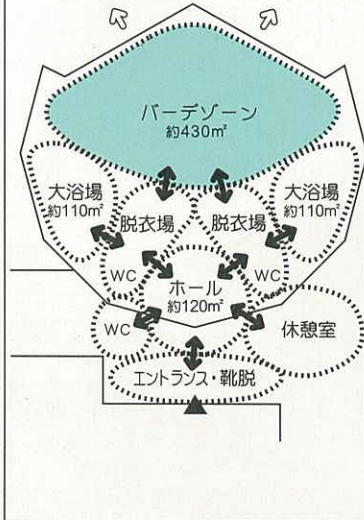 バーデゾーン
約430㎡
大浴場
約110㎡
脱衣場
脱衣場
大浴場
約110㎡
WC
WC
ホール
約120㎡
WC
休憩室
エントランス・靴脱